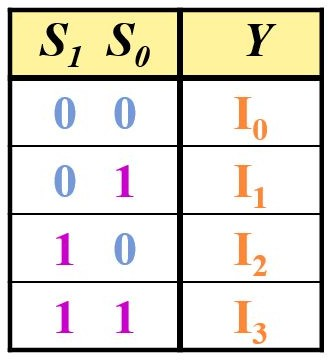 S₁ S₀ Y
0 0 I₀
0 1 I₁
1 0 I₂
1 1 I₃